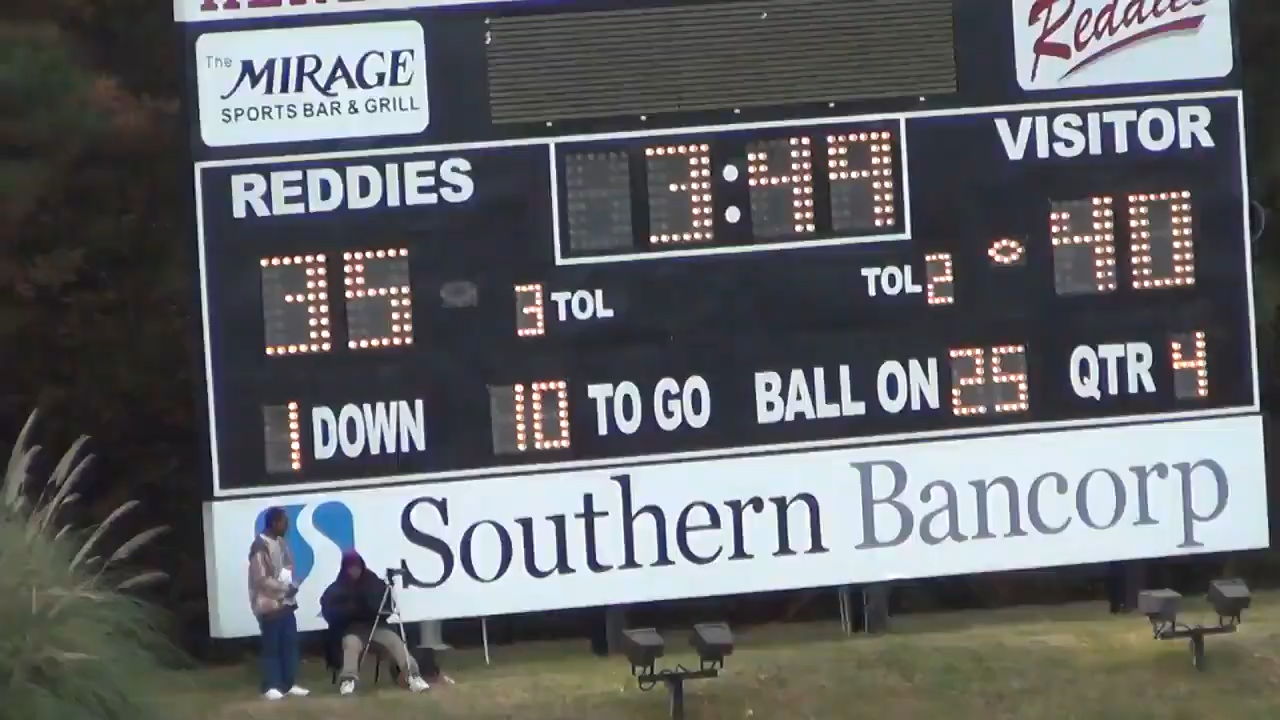 The MIRAGE
SPORTS BAR & GRILL
Reddies
REDDIES
3:49
VISITOR
35
3 TOL
TOL 2
40
1 DOWN
10 TO GO
BALL ON 25
QTR 4
Southern Bancorp